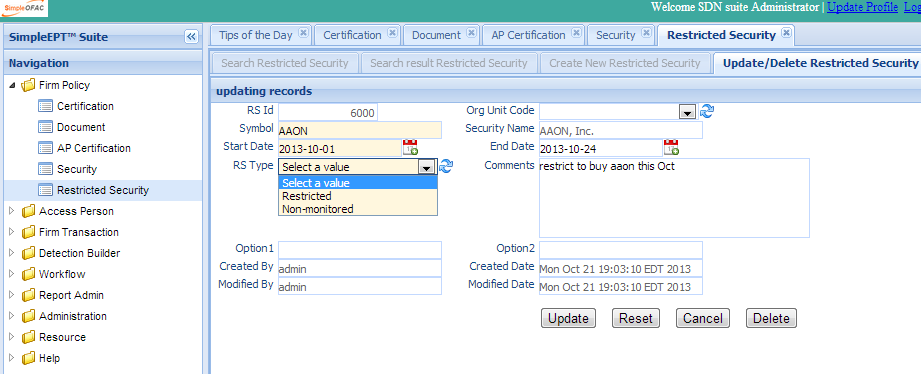 SimpleOFAC
Welcome SDN suite Administrator | Update Profile Log
SimpleEPT™ Suite
Tips of the Day
Certification
Document
AP Certification
Security
Restricted Security
Navigation
Search Restricted Security
Search result Restricted Security
Create New Restricted Security
Update/Delete Restricted Security
Firm Policy
Certification
Document
AP Certification
Security
Restricted Security
Access Person
Firm Transaction
Detection Builder
Workflow
Report Admin
Administration
Resource
Help
updating records
RS Id 6000
Org Unit Code
Symbol AAON
Security Name AAON, Inc.
Start Date 2013-10-01
End Date 2013-10-24
RS Type Select a value
Select a value
Restricted
Non-monitored
Comments restrict to buy aaon this Oct
Option1
Option2
Created By admin
Created Date Mon Oct 21 19:03:10 EDT 2013
Modified By admin
Modified Date Mon Oct 21 19:03:10 EDT 2013
Update Reset Cancel Delete